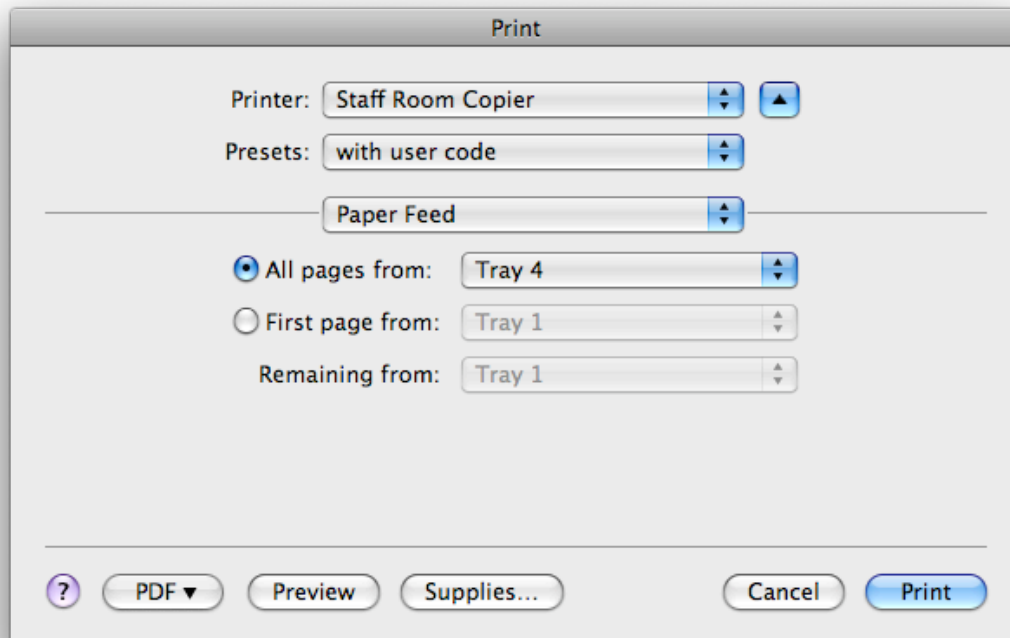 Print
Printer: Staff Room Copier
Presets: with user code
Paper Feed
All pages from: Tray 4
First page from: Tray 1
Remaining from: Tray 1
? PDF ▼ Preview Supplies... Cancel Print